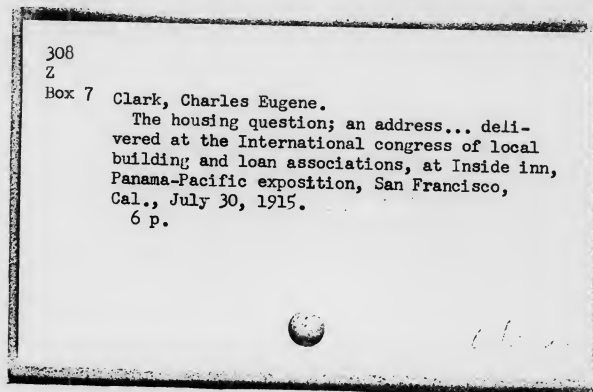 308
Z
Box 7 Clark, Charles Eugene.
The housing question; an address... deli-
vered at the International congress of local
building and loan associations, at Inside inn,
Panama-Pacific exposition, San Francisco,
Cal., July 30, 1915.
6 p.